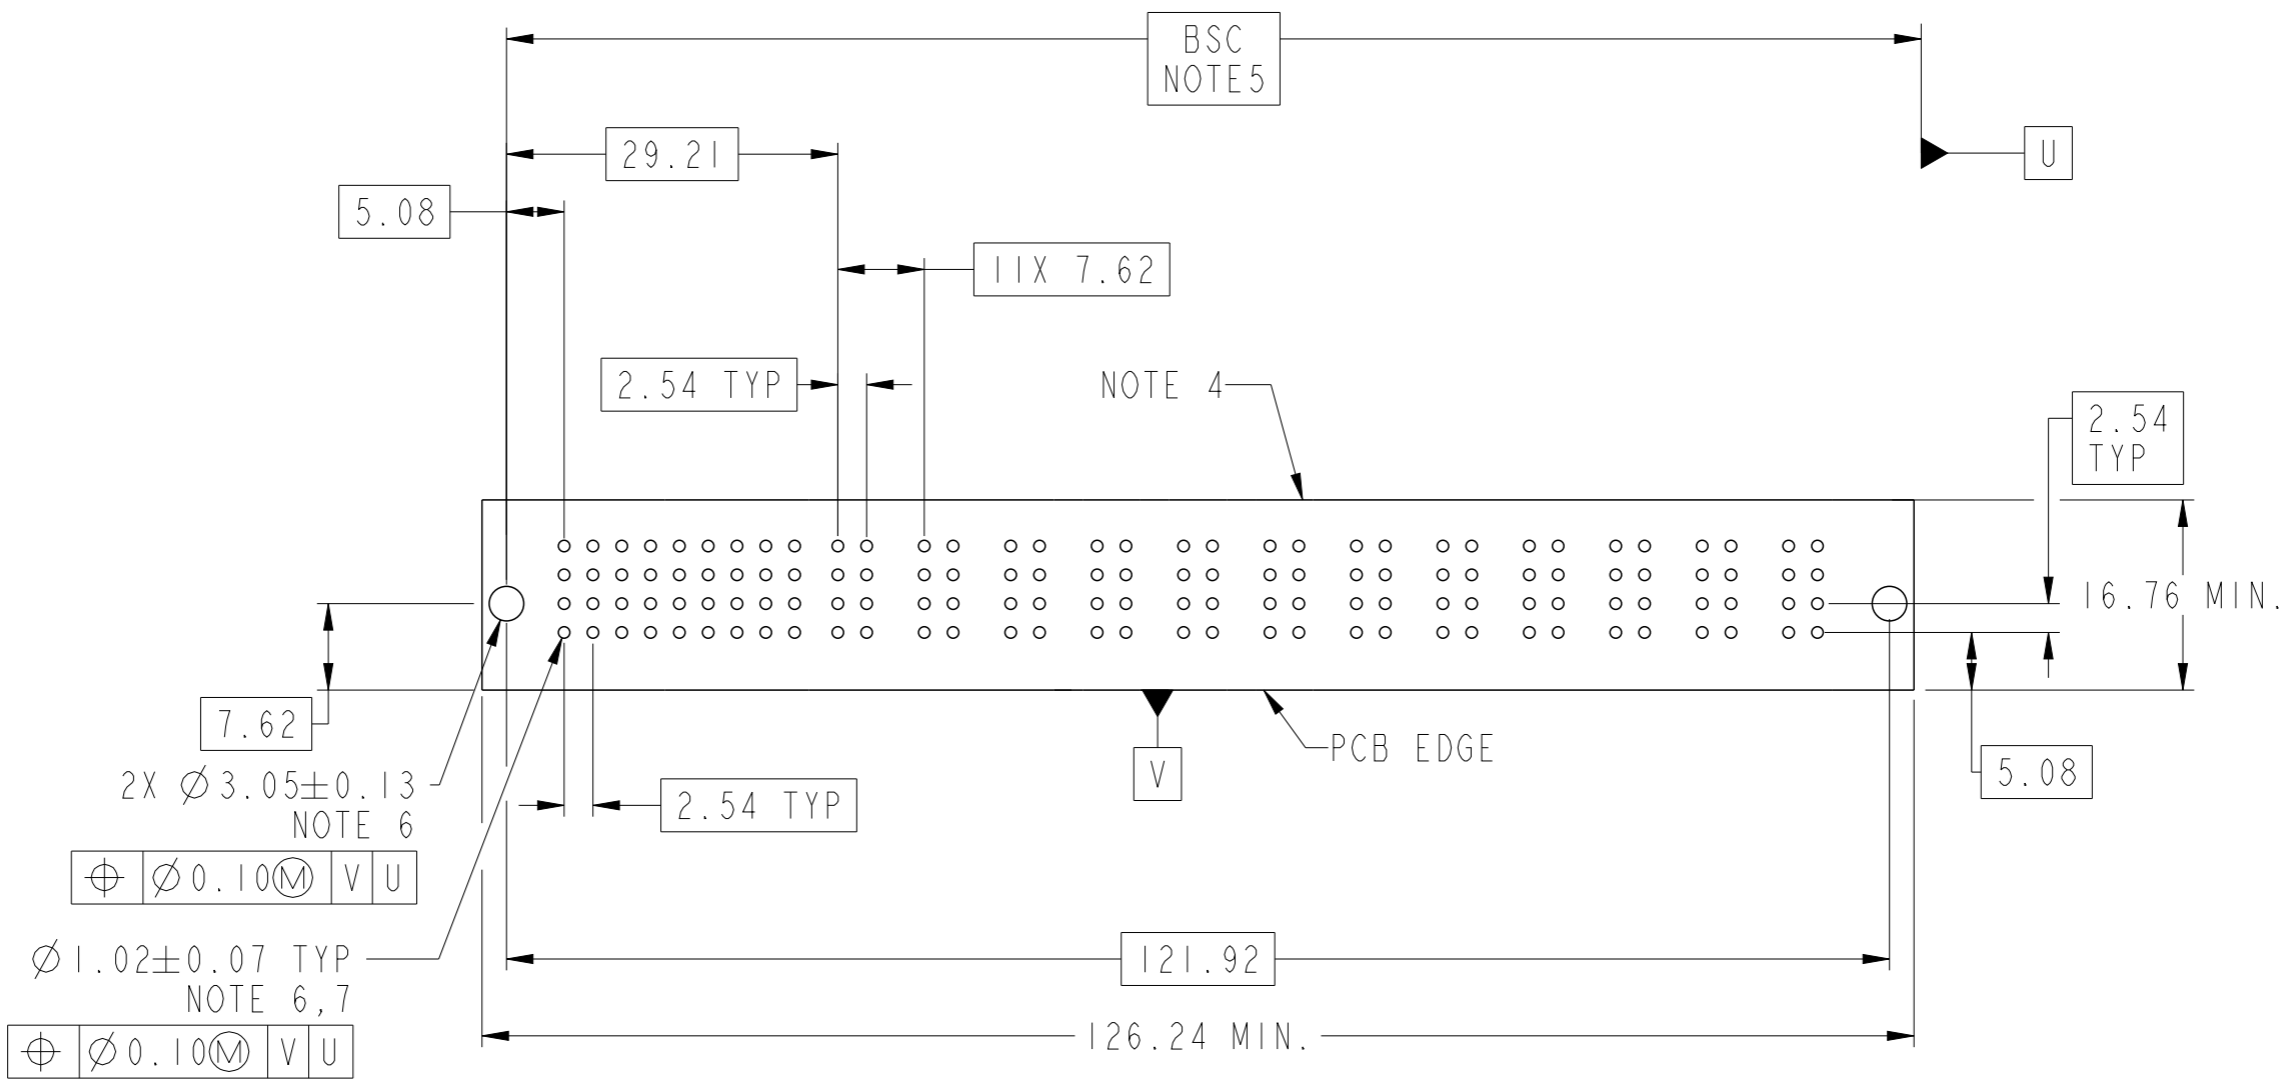 BSC
NOTE5
29.21
U
5.08
11X 7.62
2.54 TYP
NOTE 4
2.54
TYP
16.76 MIN.
7.62
PCB EDGE
V
5.08
2X Ø3.05±0.13
NOTE 6
2.54 TYP
⌖ Ø0.10Ⓜ V U
Ø1.02±0.07 TYP
NOTE 6,7
121.92
⌖ Ø0.10Ⓜ V U
126.24 MIN.